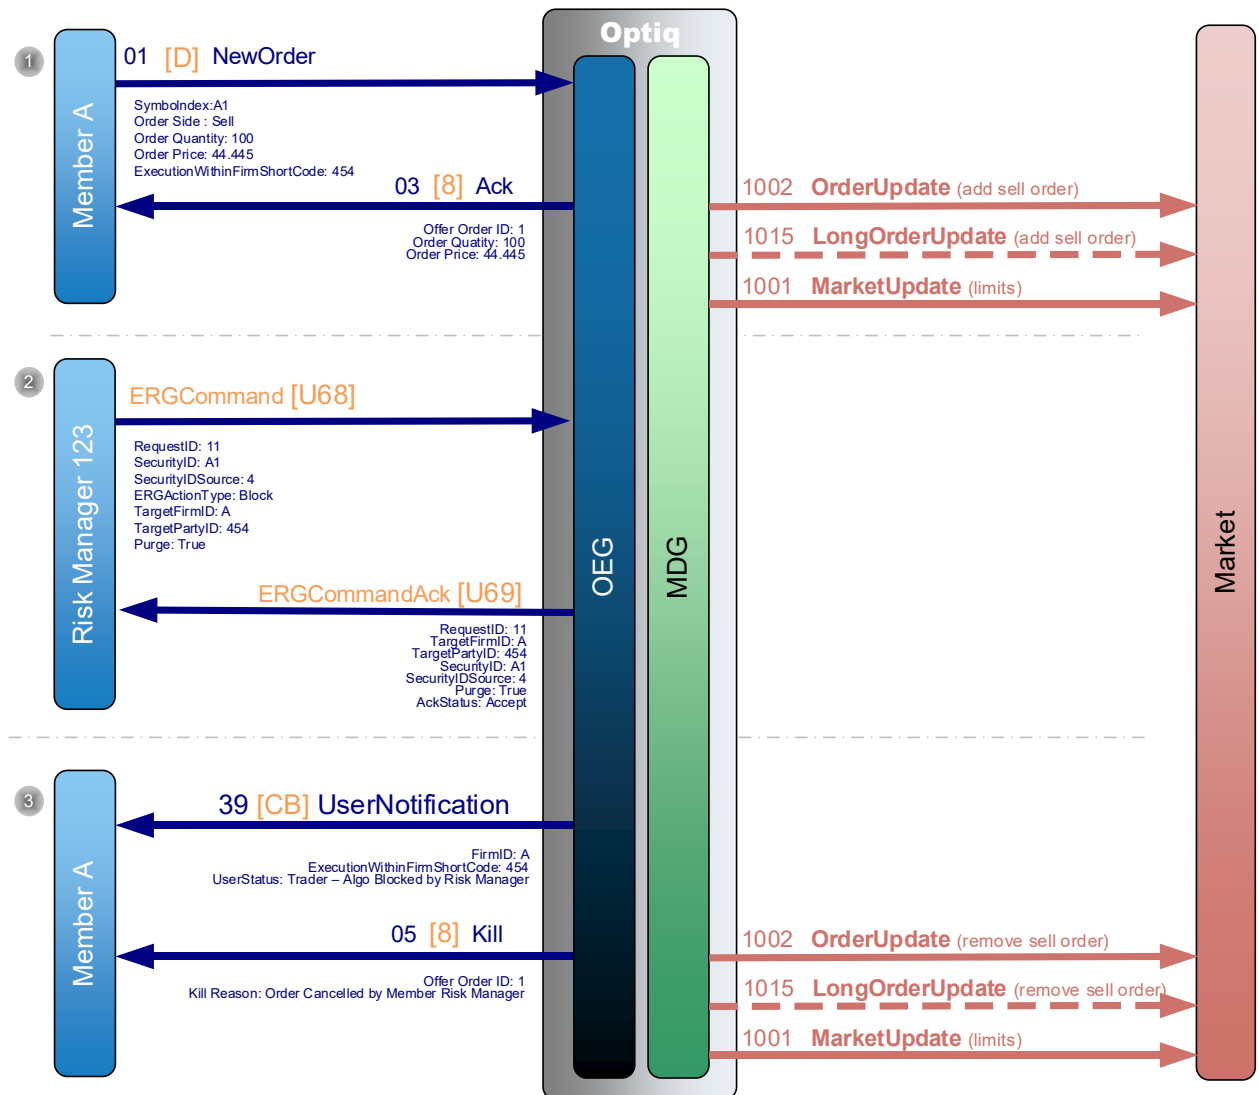 Optiq
1
01 [D] NewOrder
Member A
SymbolIndex:A1
Order Side : Sell
Order Quantity: 100
Order Price: 44.445
ExecutionWithinFirmShortCode: 454
03 [8] Ack
Offer Order ID: 1
Order Quatity: 100
Order Price: 44.445
1002 OrderUpdate (add sell order)
1015 LongOrderUpdate (add sell order)
1001 MarketUpdate (limits)
2
ERGCommand [U68]
Risk Manager 123
RequestID: 11
SecurityID: A1
SecurityIDSource: 4
ERGActionType: Block
TargetFirmID: A
TargetPartyID: 454
Purge: True
OEG
MDG
Market
ERGCommandAck [U69]
RequestID: 11
TargetFirmID: A
TargetPartyID: 454
SecurityID: A1
SecurityIDSource: 4
Purge: True
AckStatus: Accept
3
39 [CB] UserNotification
Member A
FirmID: A
ExecutionWithinFirmShortCode: 454
UserStatus: Trader – Algo Blocked by Risk Manager
05 [8] Kill
Offer Order ID: 1
Kill Reason: Order Cancelled by Member Risk Manager
1002 OrderUpdate (remove sell order)
1015 LongOrderUpdate (remove sell order)
1001 MarketUpdate (limits)